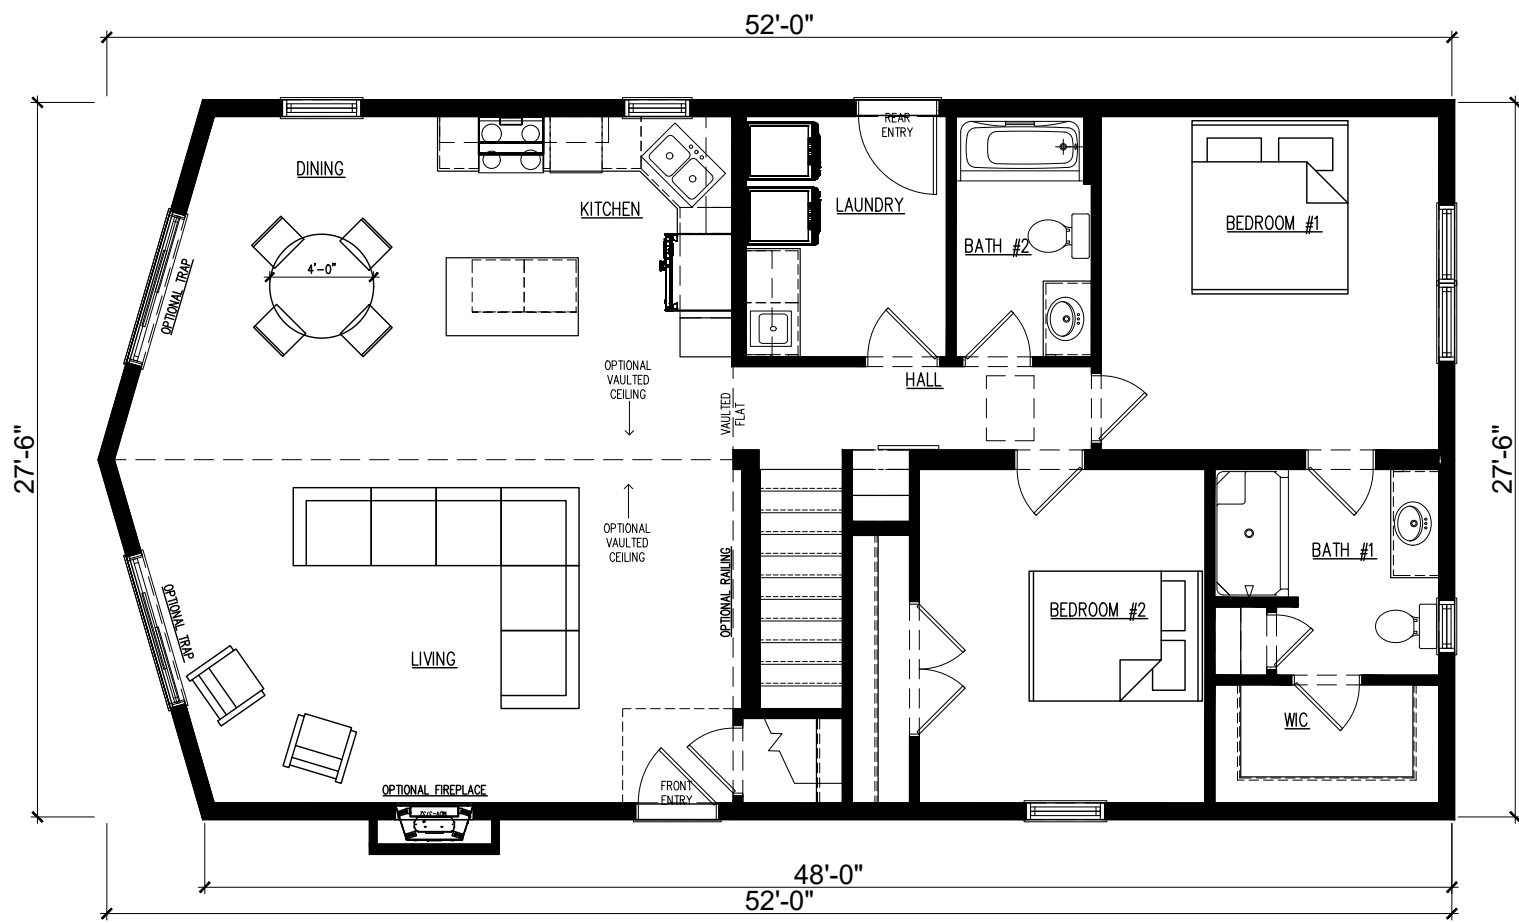 52'-0"
27'-6"
27'-6"
REAR
ENTRY
DINING
KITCHEN
LAUNDRY
BATH #2
BEDROOM #1
4'-0"
OPTIONAL TRAP
OPTIONAL
VAULTED
CEILING
VAULTED
FLAT
HALL
OPTIONAL
VAULTED
CEILING
OPTIONAL RAILING
BATH #1
OPTIONAL TRAP
BEDROOM #2
LIVING
WIC
OPTIONAL FIREPLACE
FRONT
ENTRY
48'-0"
52'-0"